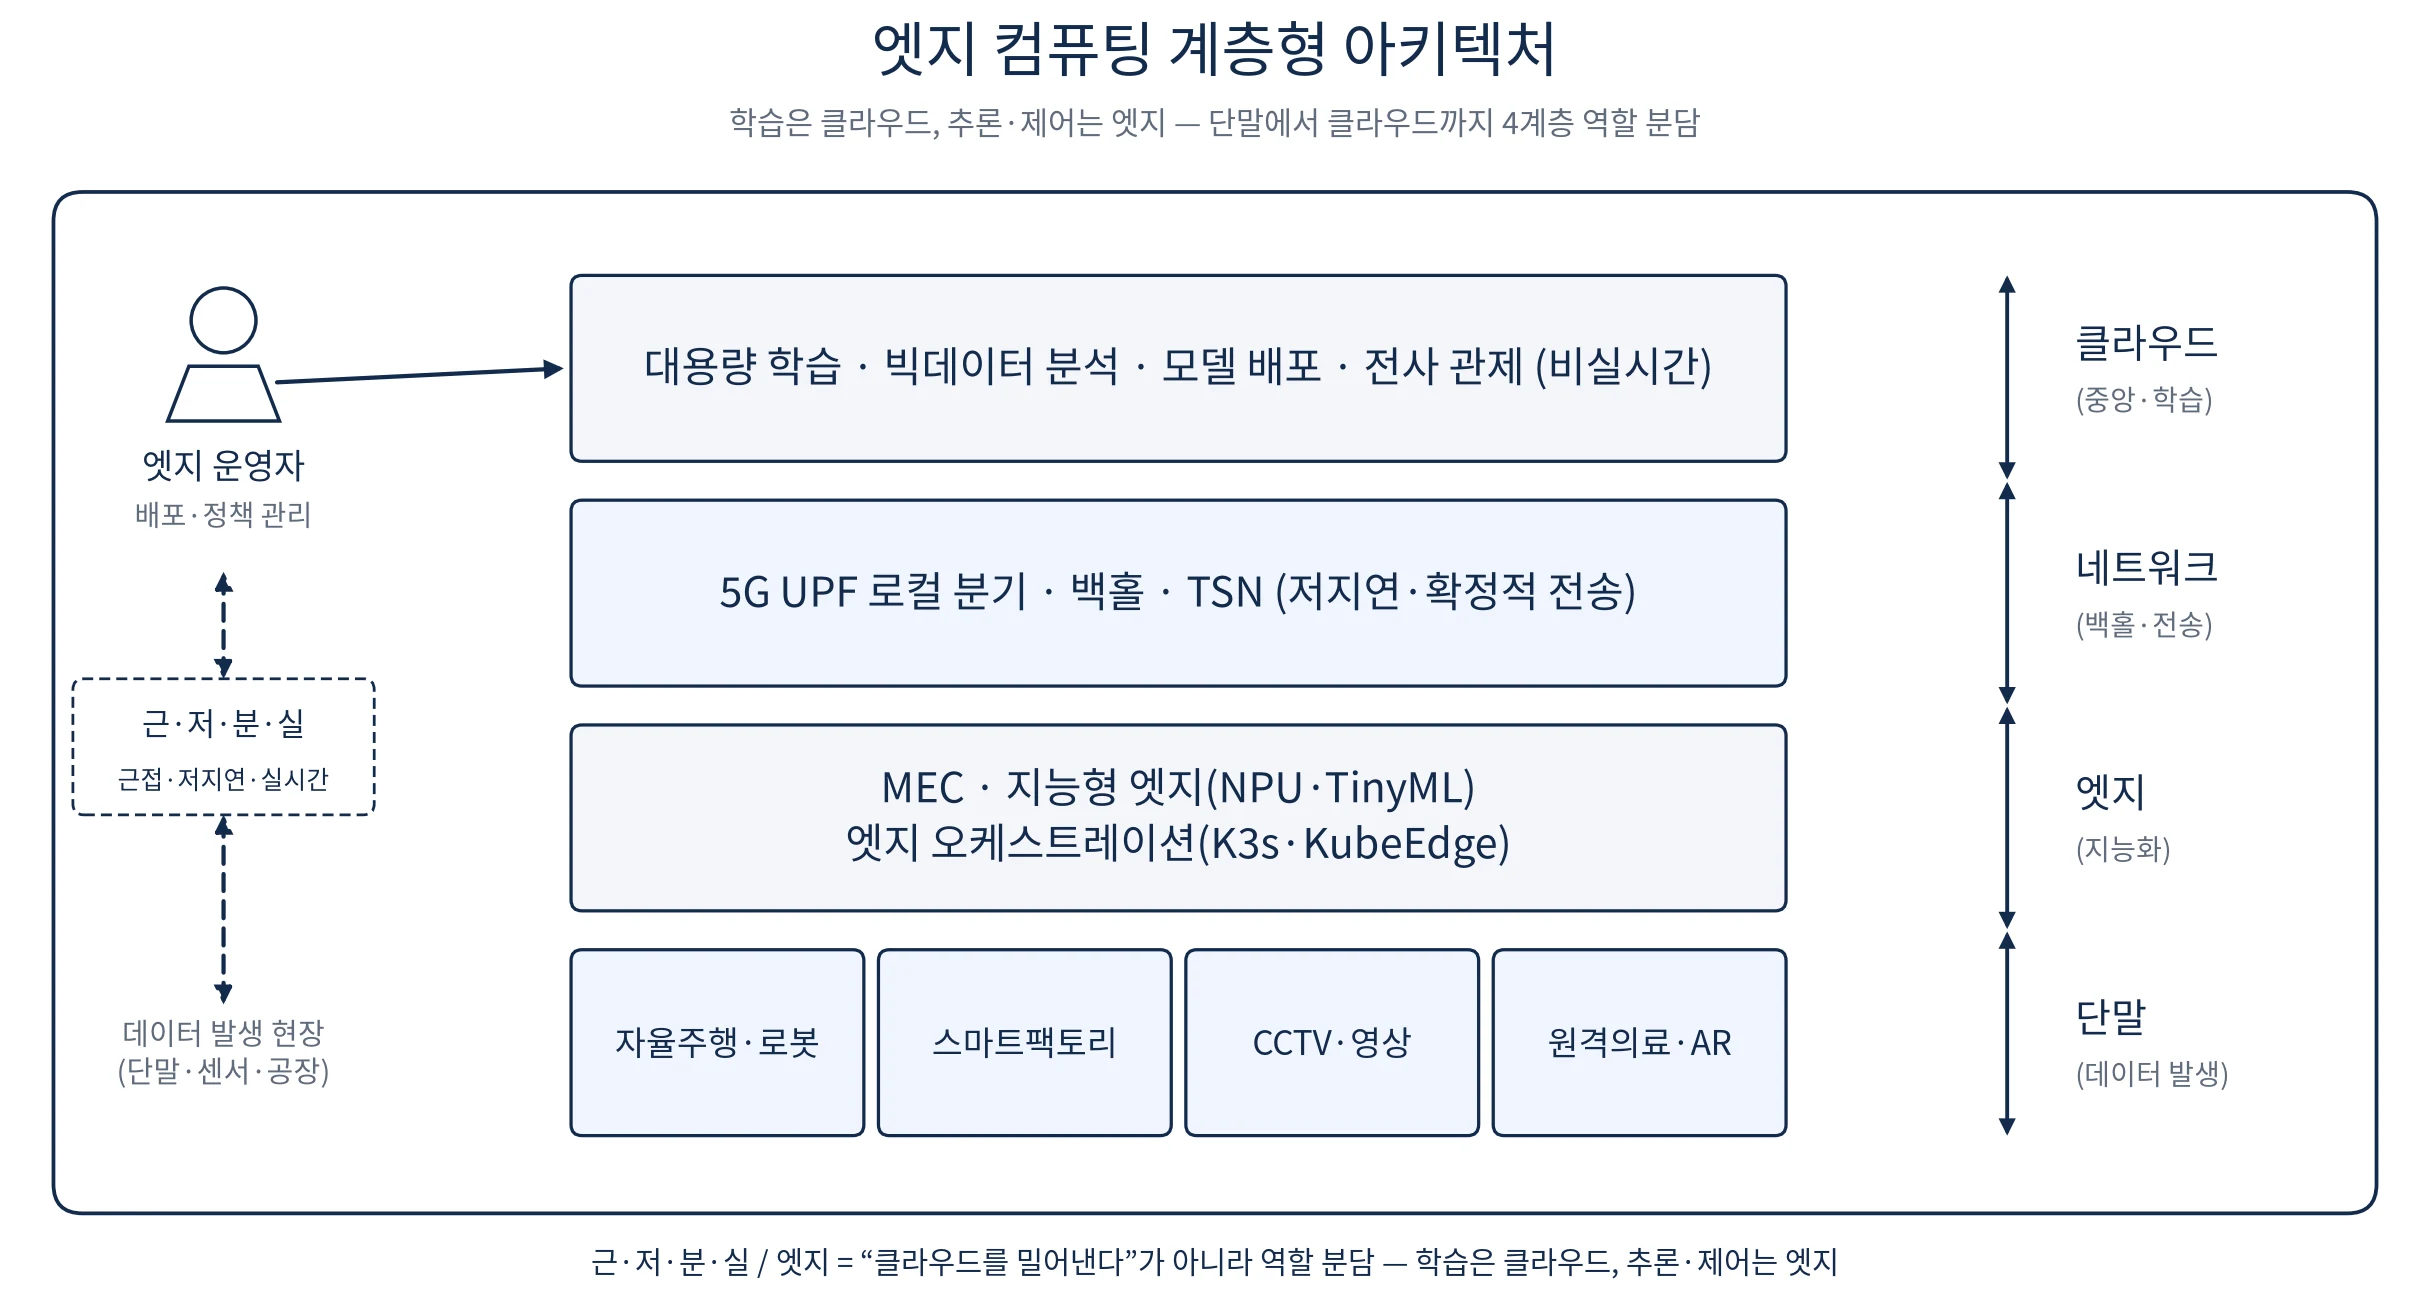 엣지 컴퓨팅 계층형 아키텍처
학습은 클라우드, 추론·제어는 엣지 — 단말에서 클라우드까지 4계층 역할 분담
엣지 운영자
배포·정책 관리
근·저·분·실
근접·저지연·실시간
데이터 발생 현장
(단말·센서·공장)
대용량 학습 · 빅데이터 분석 · 모델 배포 · 전사 관제 (비실시간)
클라우드
(중앙·학습)
5G UPF 로컬 분기 · 백홀 · TSN (저지연·확정적 전송)
네트워크
(백홀·전송)
MEC · 지능형 엣지(NPU·TinyML)
엣지 오케스트레이션(K3s·KubeEdge)
엣지
(지능화)
자율주행·로봇
스마트팩토리
CCTV·영상
원격의료·AR
단말
(데이터 발생)
근·저·분·실 / 엣지 = “클라우드를 밀어낸다”가 아니라 역할 분담 — 학습은 클라우드, 추론·제어는 엣지